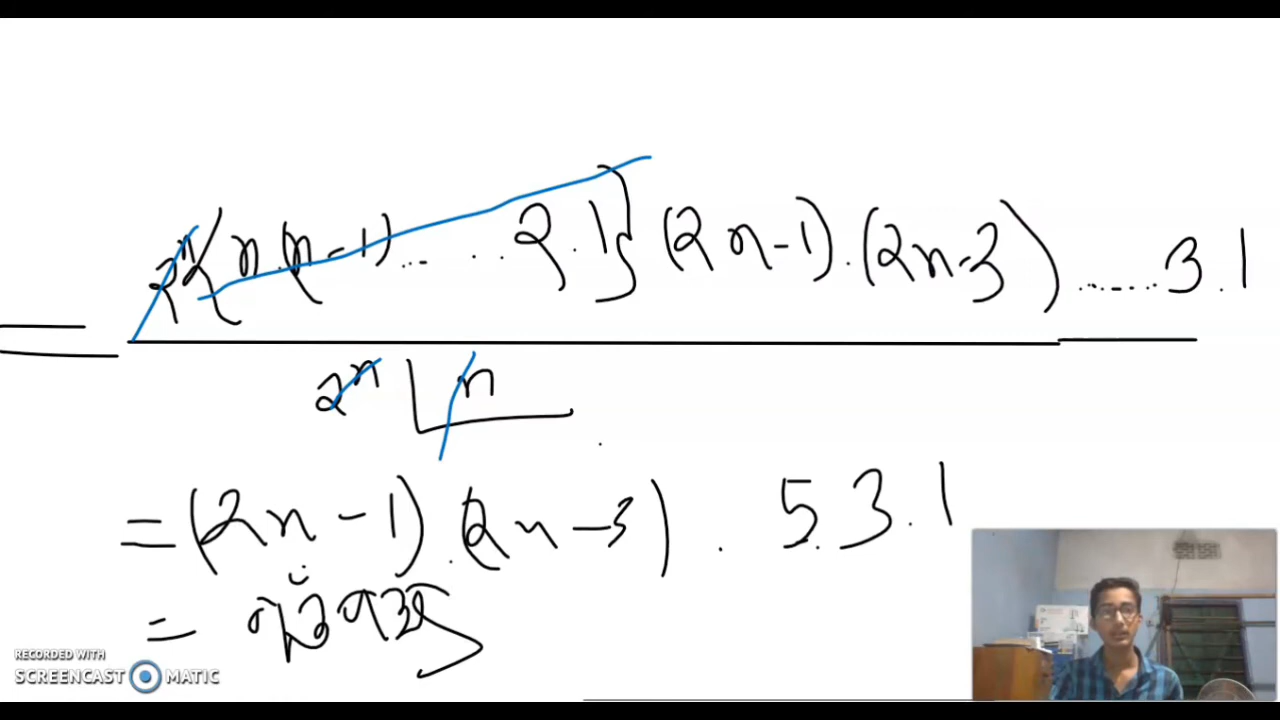 = 2ⁿ{n.(n-1)... ..2.1}(2n-1).(2n-3)......3.1
2ⁿ |n
=(2n-1).(2n-3). 5.3.1
=
RECORDED WITH
SCREENCAST MATIC